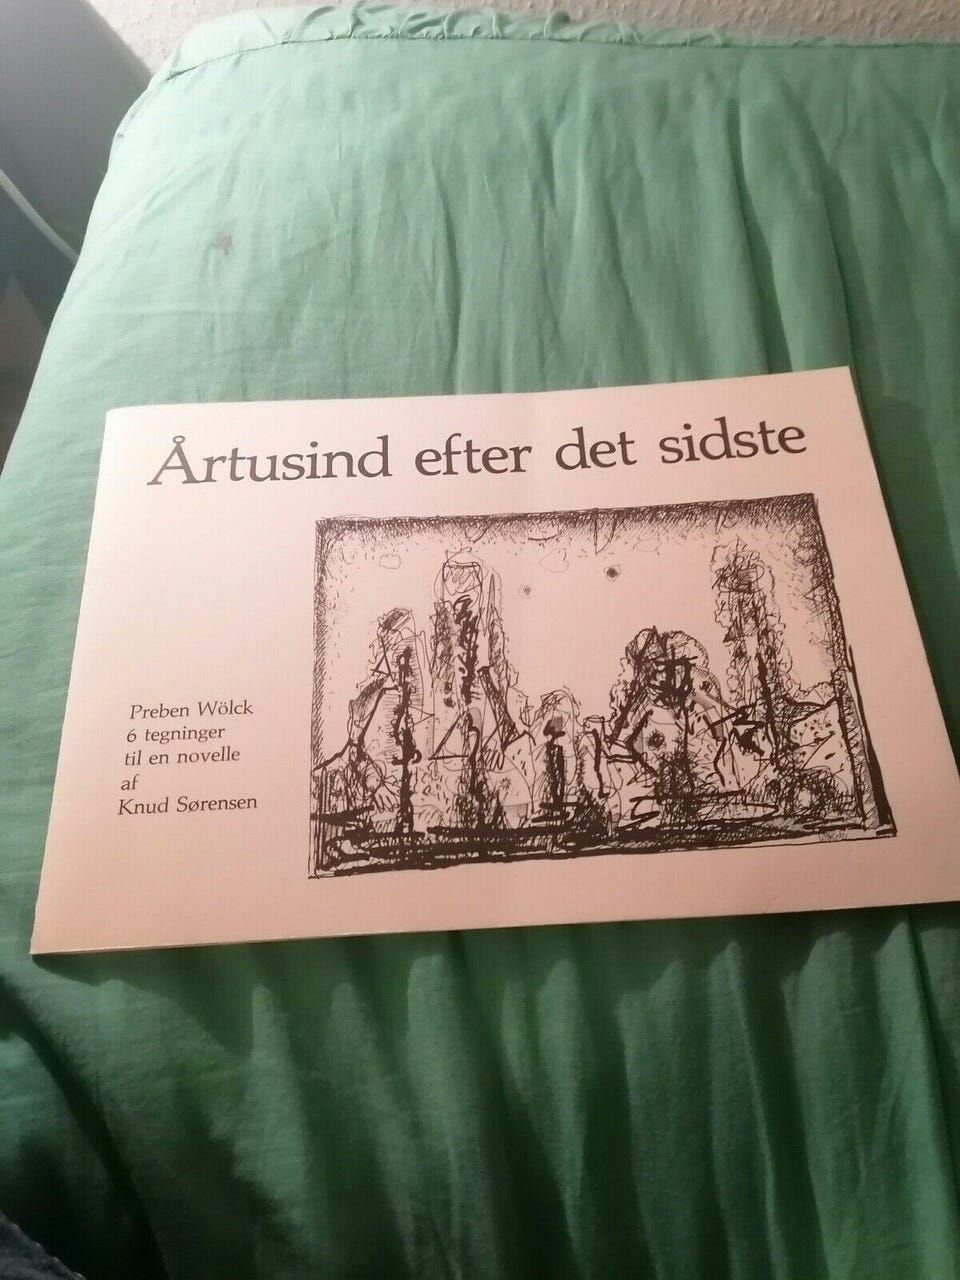 Årtusind efter det sidste
Preben Wölck
6 tegninger
til en novelle
af
Knud Sørensen